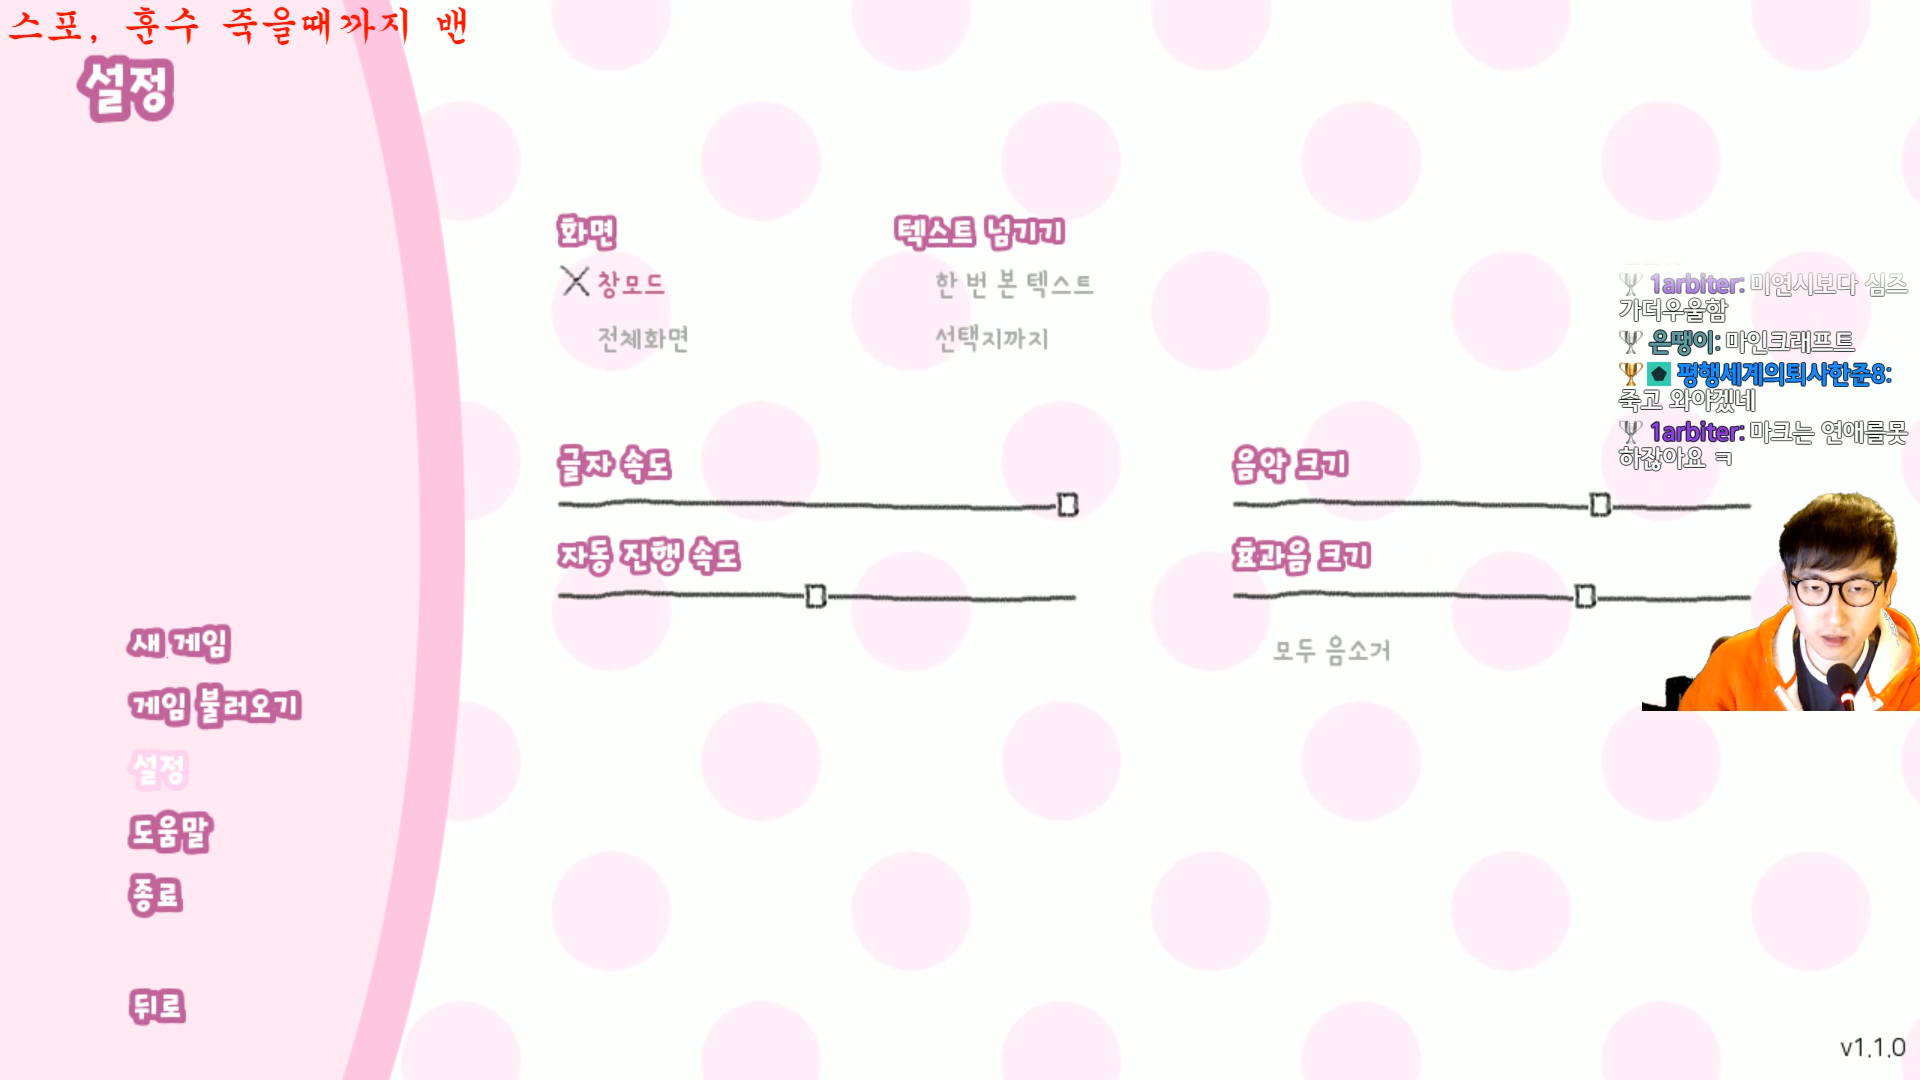 스포, 훈수 죽을때까지 밴
설정
화면
창모드
전체화면
텍스트 넘기기
한 번 본 텍스트
선택지까지
글자 속도
자동 진행 속도
음악 크기
효과음 크기
모두 음소거
1arbiter: 미연시보다 심즈
가더우울함
은땡이: 마인크래프트
평행세계의퇴사한준8:
죽고 와야겠네
1arbiter: 마크는 연애를못
하잖아요 ㅋ
새 게임
게임 불러오기
설정
도움말
종료
뒤로
v1.1.0